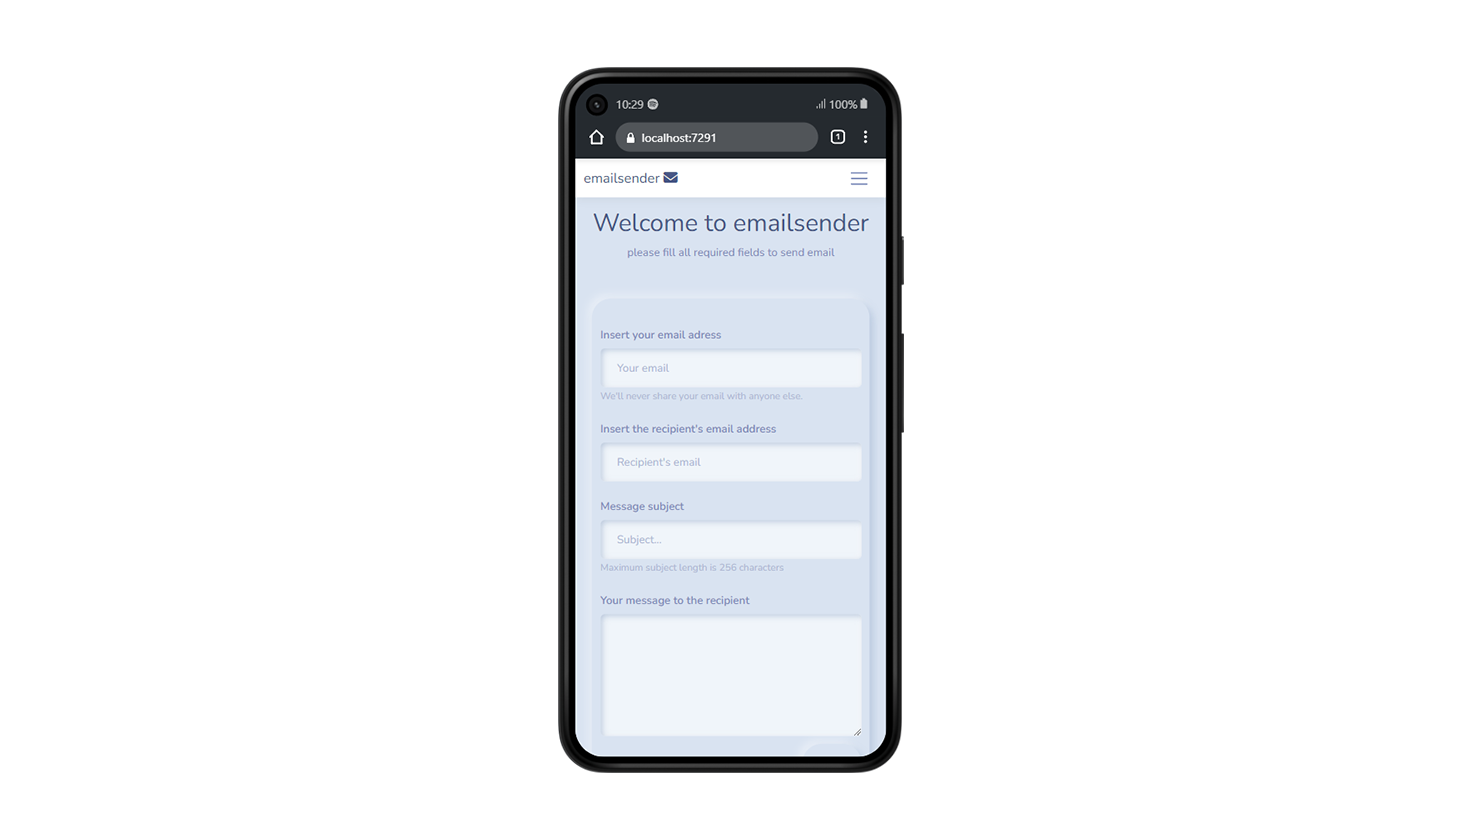 10:29 100%
localhost:7291 1
emailsender
Welcome to emailsender
please fill all required fields to send email
Insert your email adress
Your email
We'll never share your email with anyone else.
Insert the recipient's email address
Recipient's email
Message subject
Subject...
Maximum subject length is 256 characters
Your message to the recipient